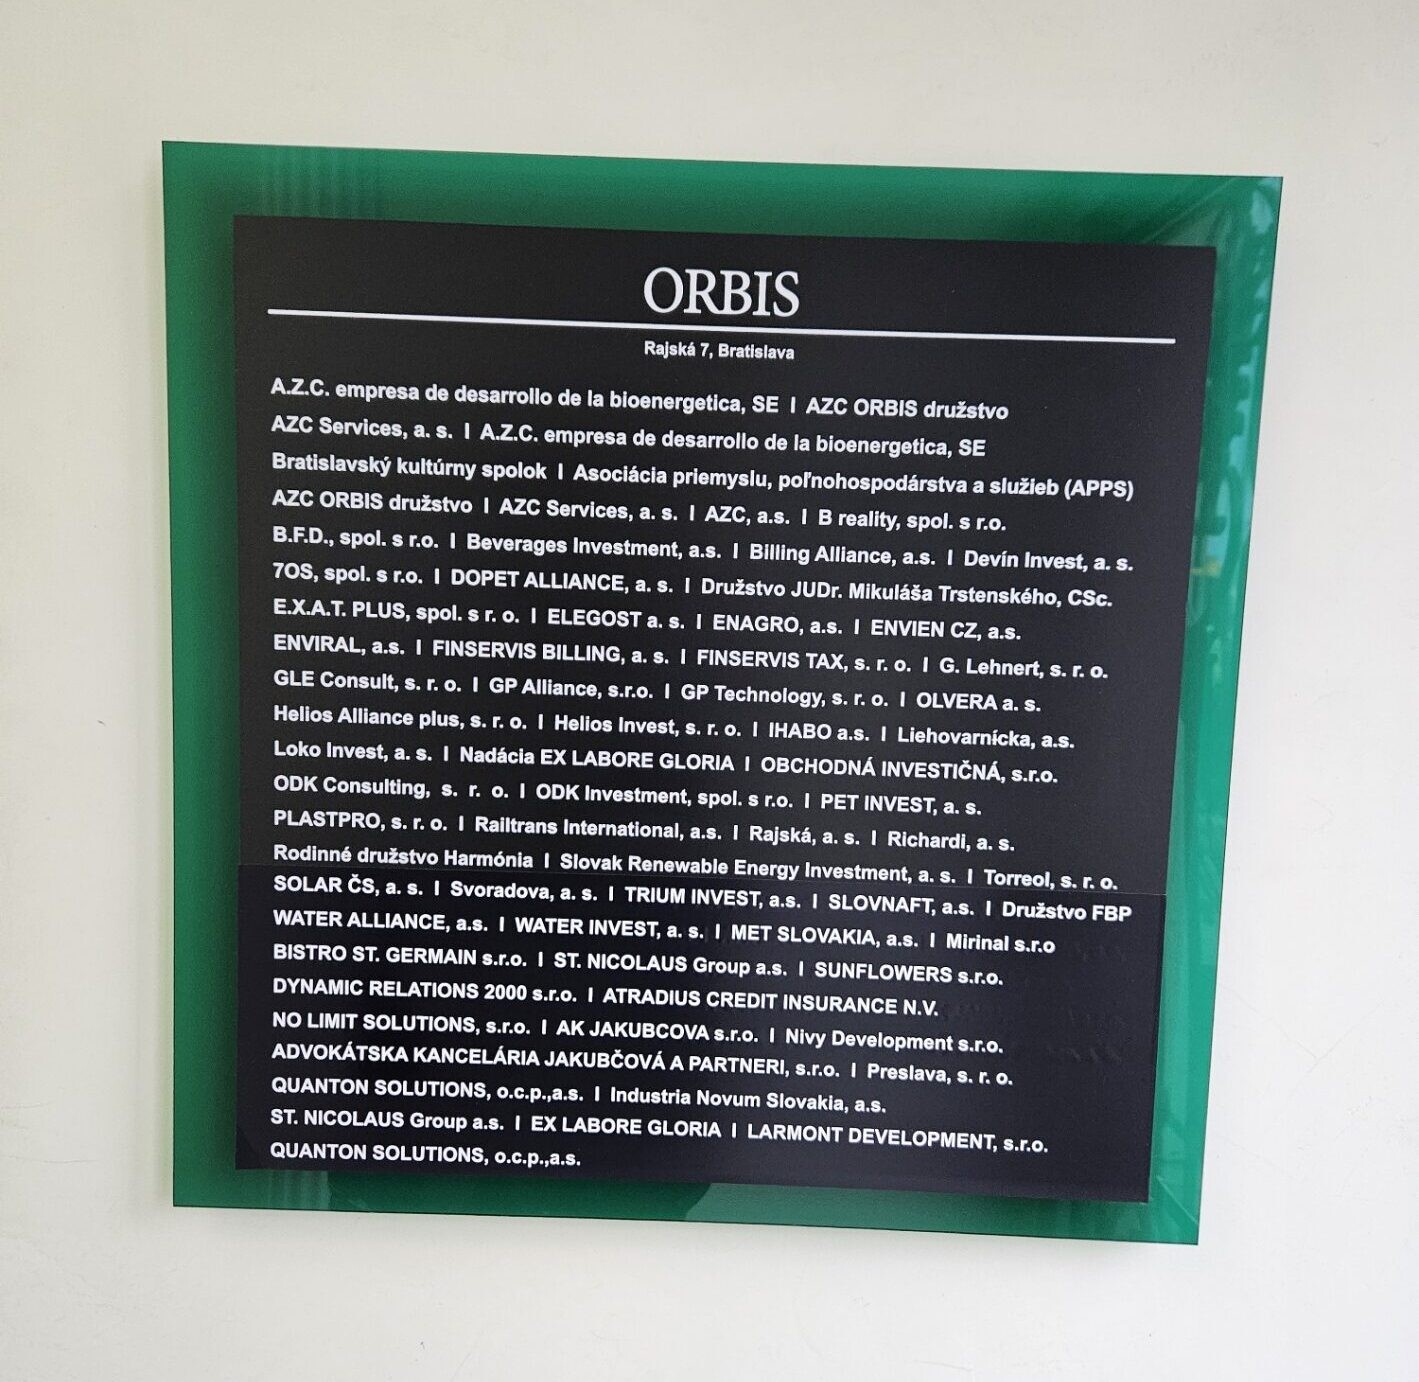 ORBIS
Rajská 7, Bratislava
A.Z.C. empresa de desarrollo de la bioenergetica, SE I AZC ORBIS družstvo
AZC Services, a. s. I A.Z.C. empresa de desarrollo de la bioenergetica, SE
Bratislavský kultúrny spolok I Asociácia priemyslu, poľnohospodárstva a služieb (APPS)
AZC ORBIS družstvo I AZC Services, a. s. I AZC, a.s. I B reality, spol. s r.o.
B.F.D., spol. s r.o. I Beverages Investment, a.s. I Billing Alliance, a.s. I Devín Invest, a. s.
7OS, spol. s r.o. I DOPET ALLIANCE, a. s. I Družstvo JUDr. Mikuláša Trstenského, CSc.
E.X.A.T. PLUS, spol. s r. o. I ELEGOST a. s. I ENAGRO, a.s. I ENVIEN CZ, a.s.
ENVIRAL, a.s. I FINSERVIS BILLING, a. s. I FINSERVIS TAX, s. r. o. I G. Lehnert, s. r. o.
GLE Consult, s. r. o. I GP Alliance, s.r.o. I GP Technology, s. r. o. I OLVERA a. s.
Helios Alliance plus, s. r. o. I Helios Invest, s. r. o. I IHABO a.s. I Liehovarnícka, a.s.
Loko Invest, a. s. I Nadácia EX LABORE GLORIA I OBCHODNÁ INVESTIČNÁ, s.r.o.
ODK Consulting, s. r. o. I ODK Investment, spol. s r.o. I PET INVEST, a. s.
PLASTPRO, s. r. o. I Railtrans International, a.s. I Rajská, a. s. I Richardi, a. s.
Rodinné družstvo Harmónia I Slovak Renewable Energy Investment, a. s. I Torreol, s. r. o.
SOLAR ČS, a. s. I Svoradova, a. s. I TRIUM INVEST, a.s. I SLOVNAFT, a.s. I Družstvo FBP
WATER ALLIANCE, a.s. I WATER INVEST, a. s. I MET SLOVAKIA, a.s. I Mirinal s.r.o
BISTRO ST. GERMAIN s.r.o. I ST. NICOLAUS Group a.s. I SUNFLOWERS s.r.o.
DYNAMIC RELATIONS 2000 s.r.o. I ATRADIUS CREDIT INSURANCE N.V.
NO LIMIT SOLUTIONS, s.r.o. I AK JAKUBCOVA s.r.o. I Nivy Development s.r.o.
ADVOKÁTSKA KANCELÁRIA JAKUBČOVÁ A PARTNERI, s.r.o. I Preslava, s. r. o.
QUANTON SOLUTIONS, o.c.p.,a.s. I Industria Novum Slovakia, a.s.
ST. NICOLAUS Group a.s. I EX LABORE GLORIA I LARMONT DEVELOPMENT, s.r.o.
QUANTON SOLUTIONS, o.c.p.,a.s.